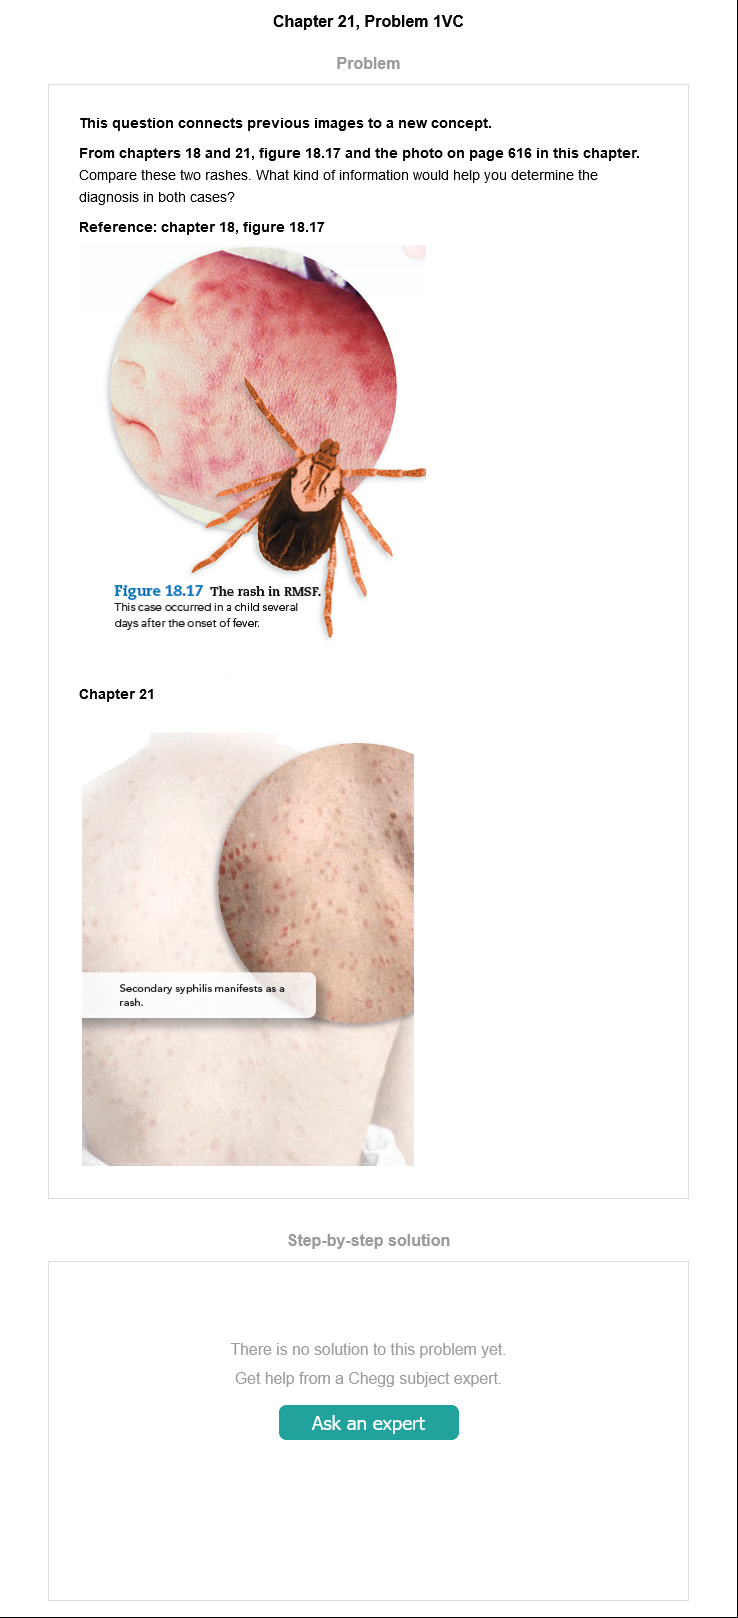 Chapter 21, Problem 1VC
Problem
This question connects previous images to a new concept.
From chapters 18 and 21, figure 18.17 and the photo on page 616 in this chapter.
Compare these two rashes. What kind of information would help you determine the
diagnosis in both cases?
Reference: chapter 18, figure 18.17
Figure 18.17 The rash in RMSF.
This case occurred in a child several
days after the onset of fever.
Chapter 21
Secondary syphilis manifests as a
rash.
Step-by-step solution
There is no solution to this problem yet.
Get help from a Chegg subject expert.
Ask an expert